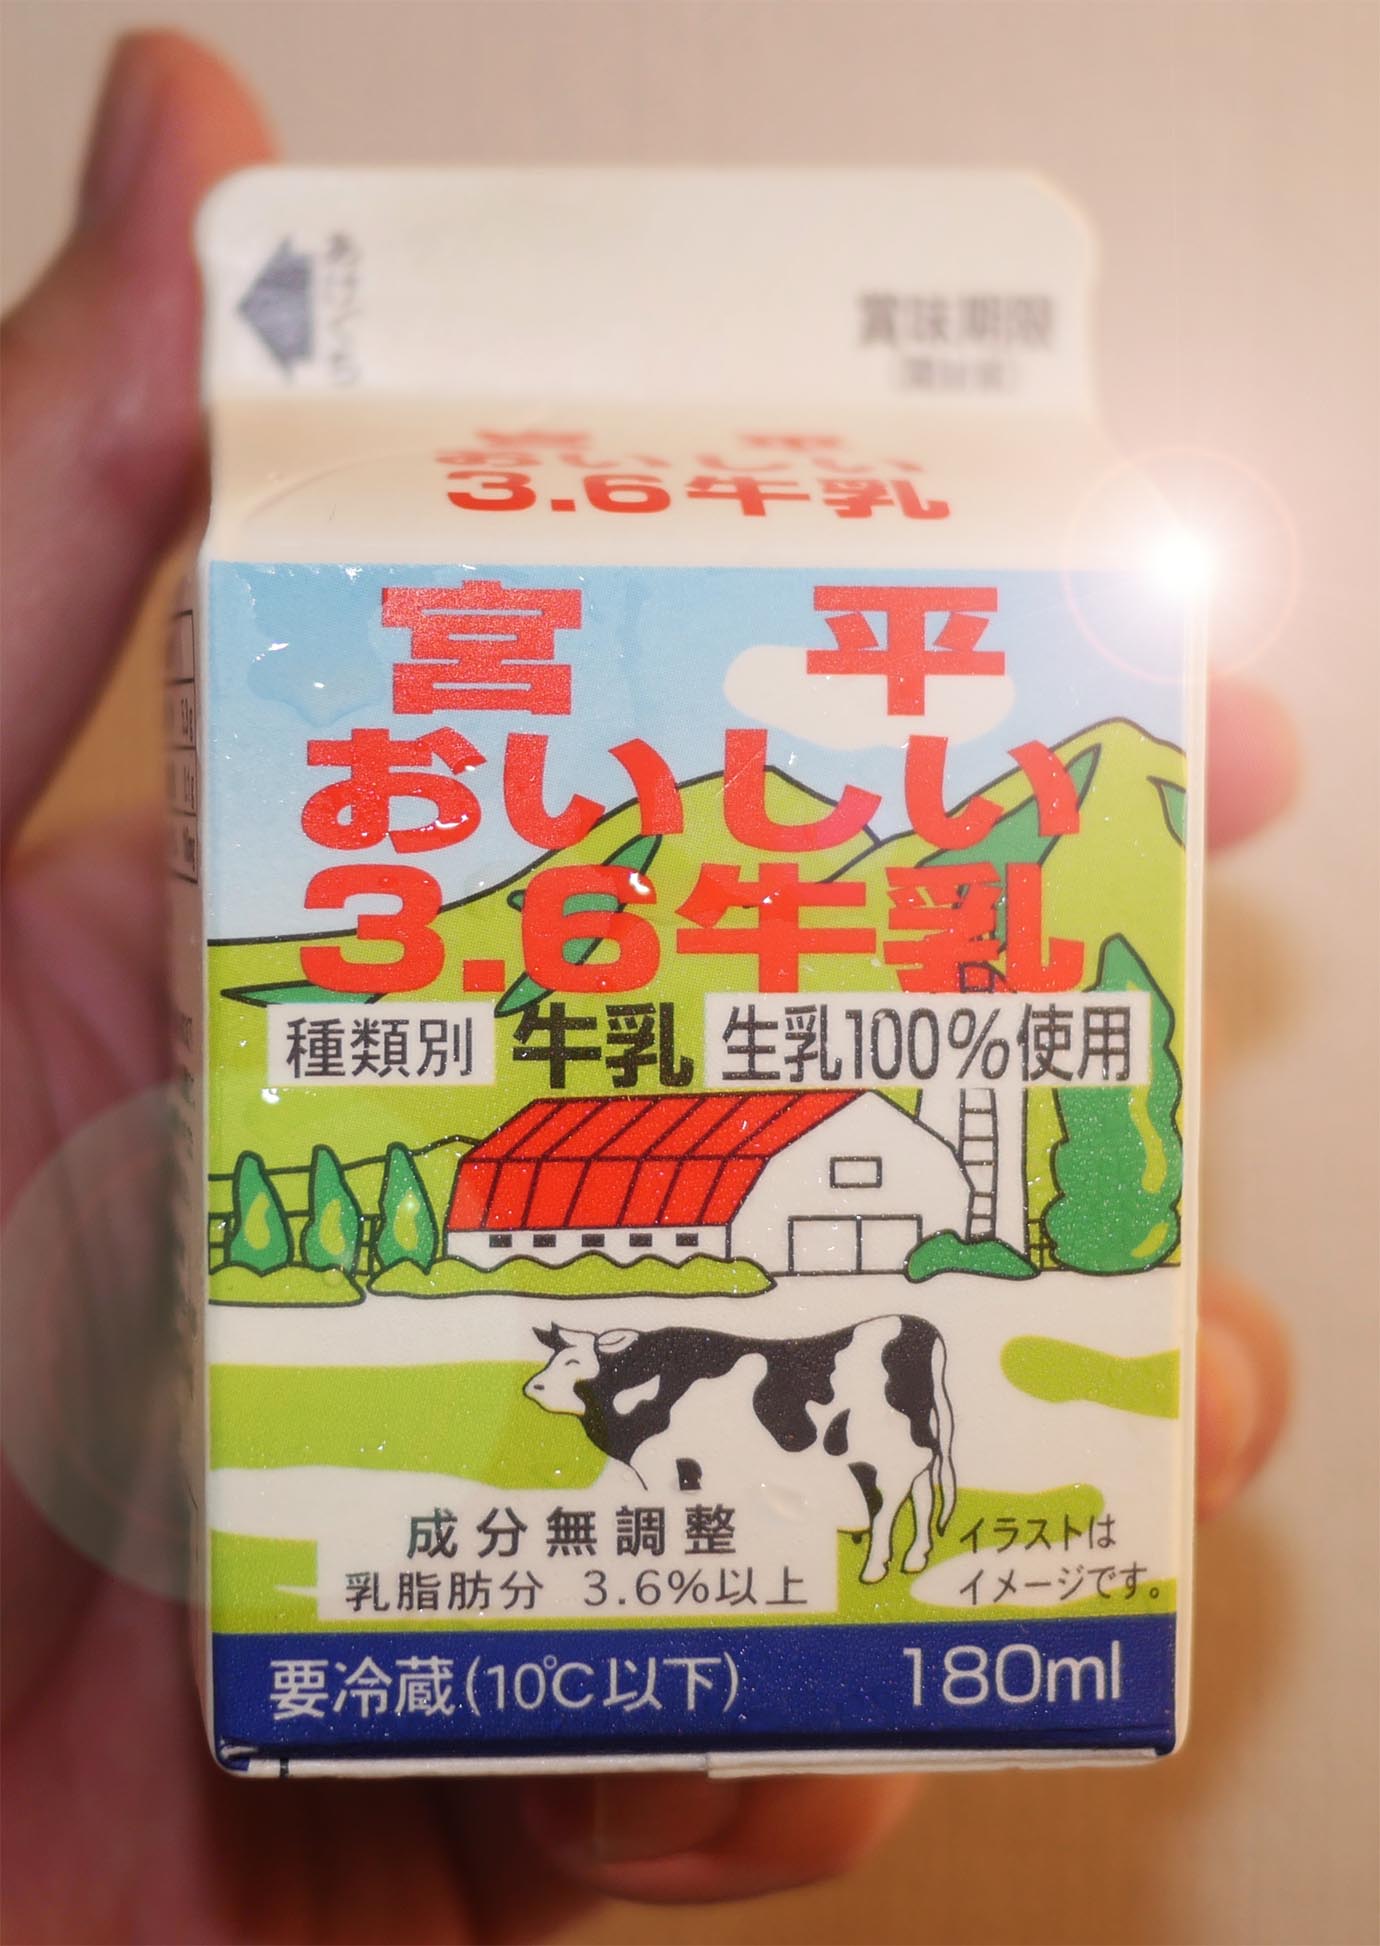 あけくち
賞味期限
宮平
おいしい
3.6牛乳
宮平
おいしい
3.6牛乳
種類別 牛乳 生乳100%使用
成分無調整
乳脂肪分 3.6%以上
イラストは
イメージです。
要冷蔵(10℃以下) 180ml